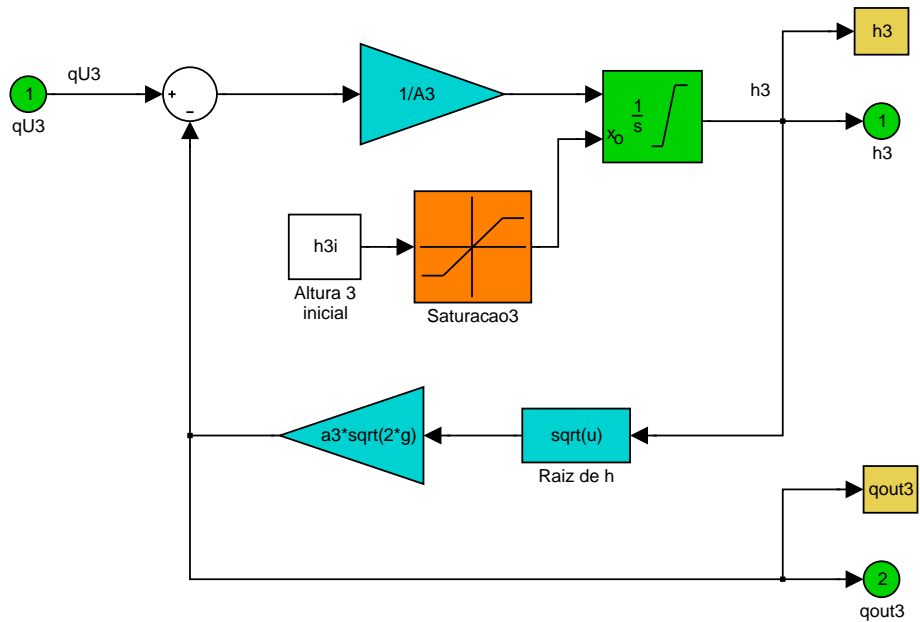 h3
qU3
1
qU3
+
−
1/A3
1
s
xo
h3
1
h3
h3i
Altura 3
inicial
Saturacao3
a3*sqrt(2*g)
sqrt(u)
Raiz de h
qout3
2
qout3